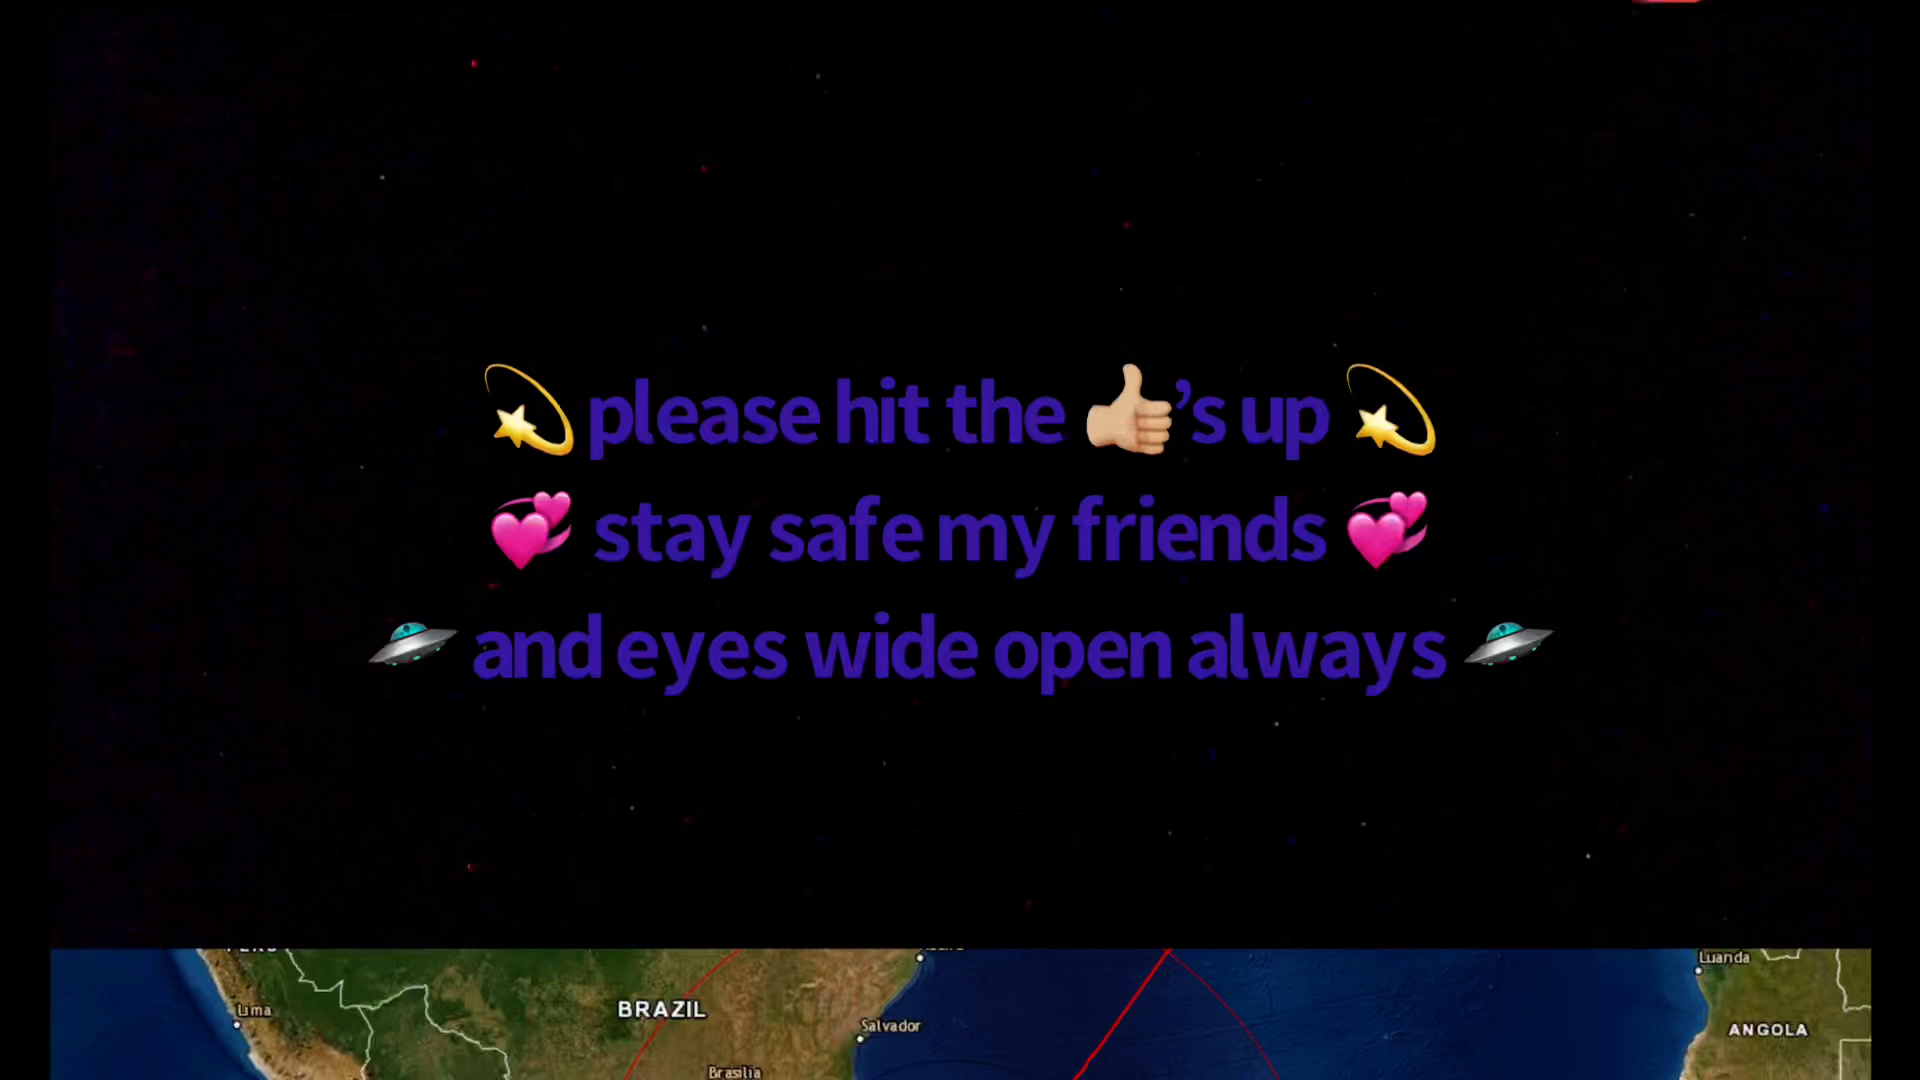 💫 please hit the 👍🏼’s up 💫
💞 stay safe my friends 💞
🛸 and eyes wide open always 🛸
PERU
Luanda
Lima
BRAZIL
Salvador
ANGOLA
Brasilia